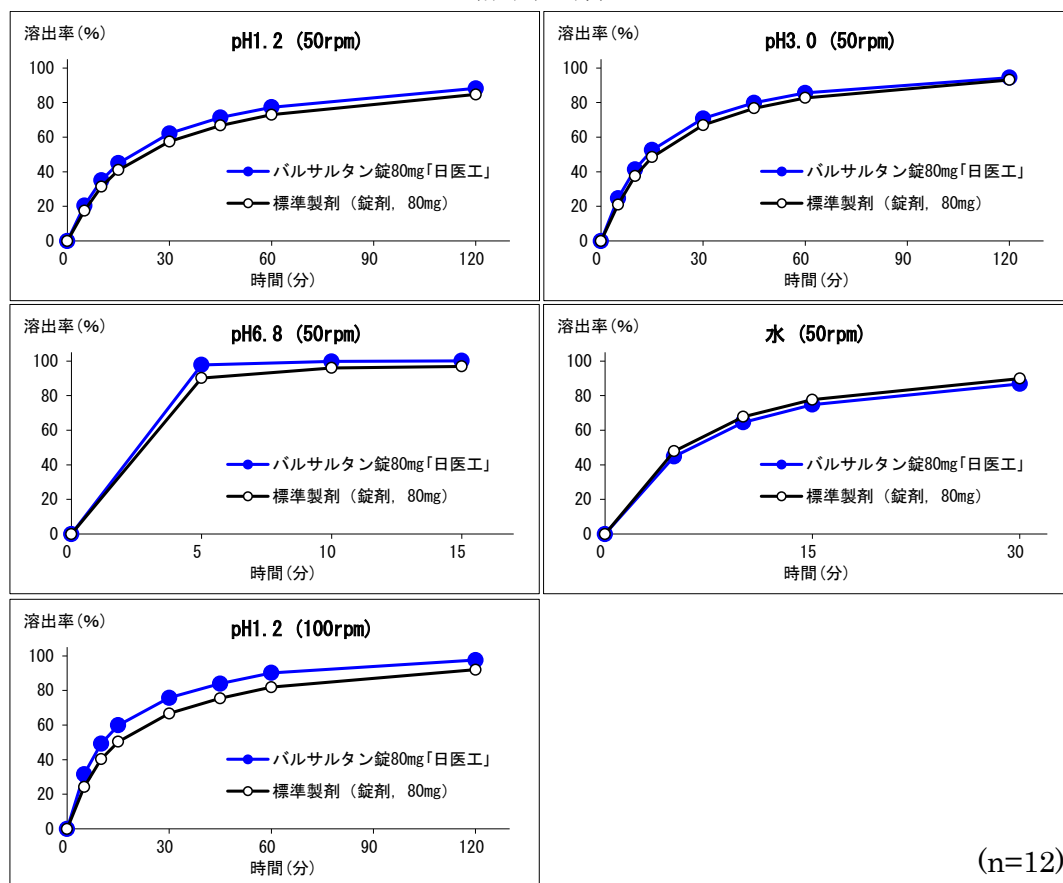 溶出率(%)
pH1.2 (50rpm)
100
80
60
40
20
0
バルサルタン錠80mg「日医工」
標準製剤（錠剤, 80mg）
0 30 60 90 120
時間(分)
溶出率(%)
pH3.0 (50rpm)
100
80
60
40
20
0
バルサルタン錠80mg「日医工」
標準製剤（錠剤, 80mg）
0 30 60 90 120
時間(分)
溶出率(%)
pH6.8 (50rpm)
100
80
60
40
20
0
バルサルタン錠80mg「日医工」
標準製剤（錠剤, 80mg）
0 5 10 15
時間(分)
溶出率(%)
水 (50rpm)
100
80
60
40
20
0
バルサルタン錠80mg「日医工」
標準製剤（錠剤, 80mg）
0 15 30
時間(分)
溶出率(%)
pH1.2 (100rpm)
100
80
60
40
20
0
バルサルタン錠80mg「日医工」
標準製剤（錠剤, 80mg）
0 30 60 90 120
時間(分)
(n=12)